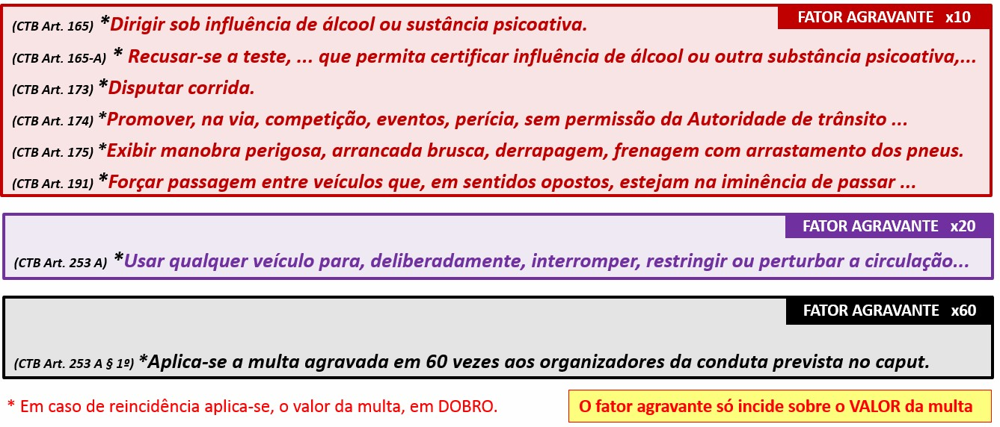 FATOR AGRAVANTE x10
(CTB Art. 165) *Dirigir sob influência de álcool ou sustância psicoativa.
(CTB Art. 165-A) * Recusar-se a teste, ... que permita certificar influência de álcool ou outra substância psicoativa,...
(CTB Art. 173) *Disputar corrida.
(CTB Art. 174) *Promover, na via, competição, eventos, perícia, sem permissão da Autoridade de trânsito ...
(CTB Art. 175) *Exibir manobra perigosa, arrancada brusca, derrapagem, frenagem com arrastamento dos pneus.
(CTB Art. 191) *Forçar passagem entre veículos que, em sentidos opostos, estejam na iminência de passar ...
FATOR AGRAVANTE x20
(CTB Art. 253 A) *Usar qualquer veículo para, deliberadamente, interromper, restringir ou perturbar a circulação...
FATOR AGRAVANTE x60
(CTB Art. 253 A § 1º) *Aplica-se a multa agravada em 60 vezes aos organizadores da conduta prevista no caput.
* Em caso de reincidência aplica-se, o valor da multa, em DOBRO.
O fator agravante só incide sobre o VALOR da multa